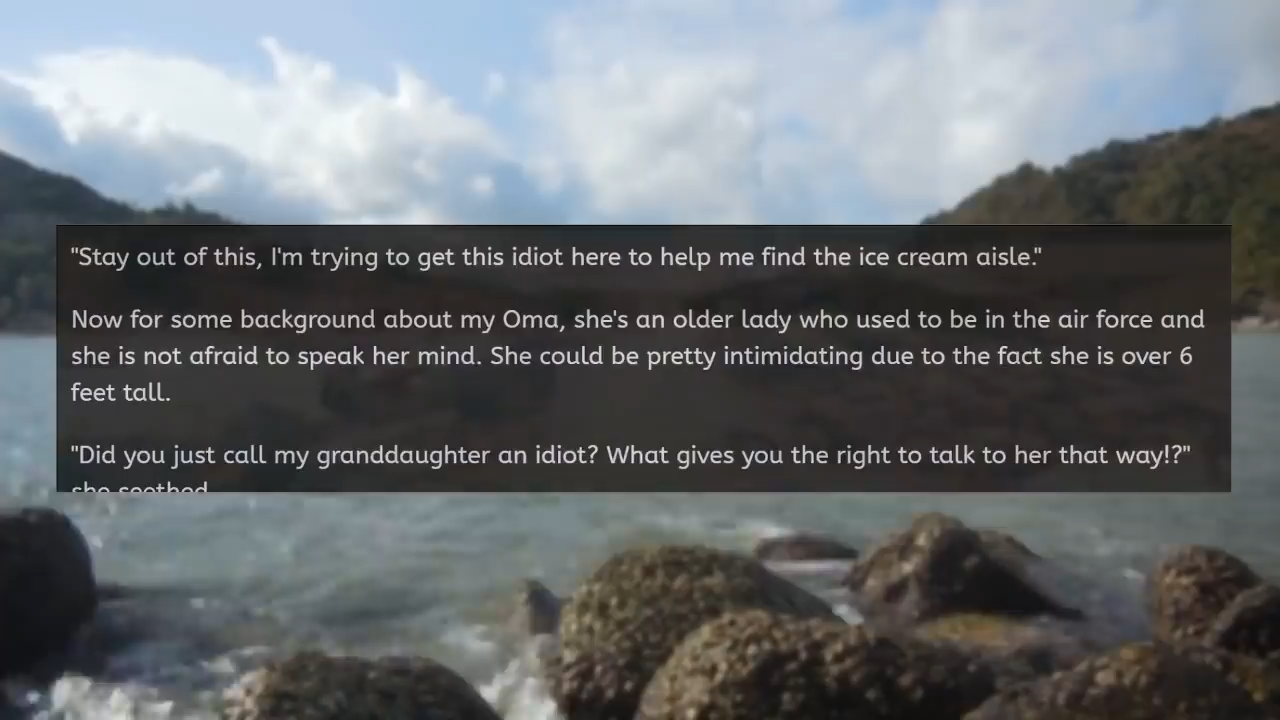 "Stay out of this, I'm trying to get this idiot here to help me find the ice cream aisle."
Now for some background about my Oma, she's an older lady who used to be in the air force and
she is not afraid to speak her mind. She could be pretty intimidating due to the fact she is over 6
feet tall.
"Did you just call my granddaughter an idiot? What gives you the right to talk to her that way!?"
she seethed